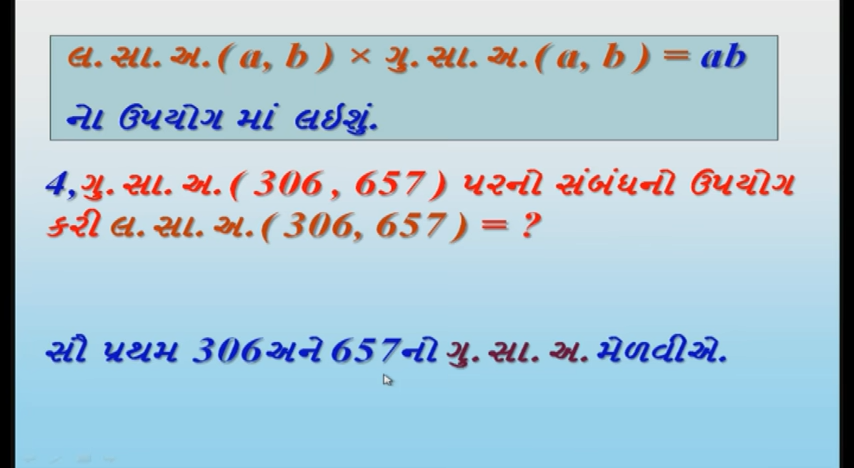 લ. સા. અ. ( a, b ) × ગુ. સા. અ. ( a, b ) = ab
નો ઉપયોગ માં લઈશું.
4,ગુ. સા. અ. ( 306 , 657 ) પરનો સંબંધનો ઉપયોગ
કરી લ. સા. અ. ( 306, 657 ) = ?
સૌ પ્રથમ 306અને 657નો ગુ. સા. અ. મેળવીએ.